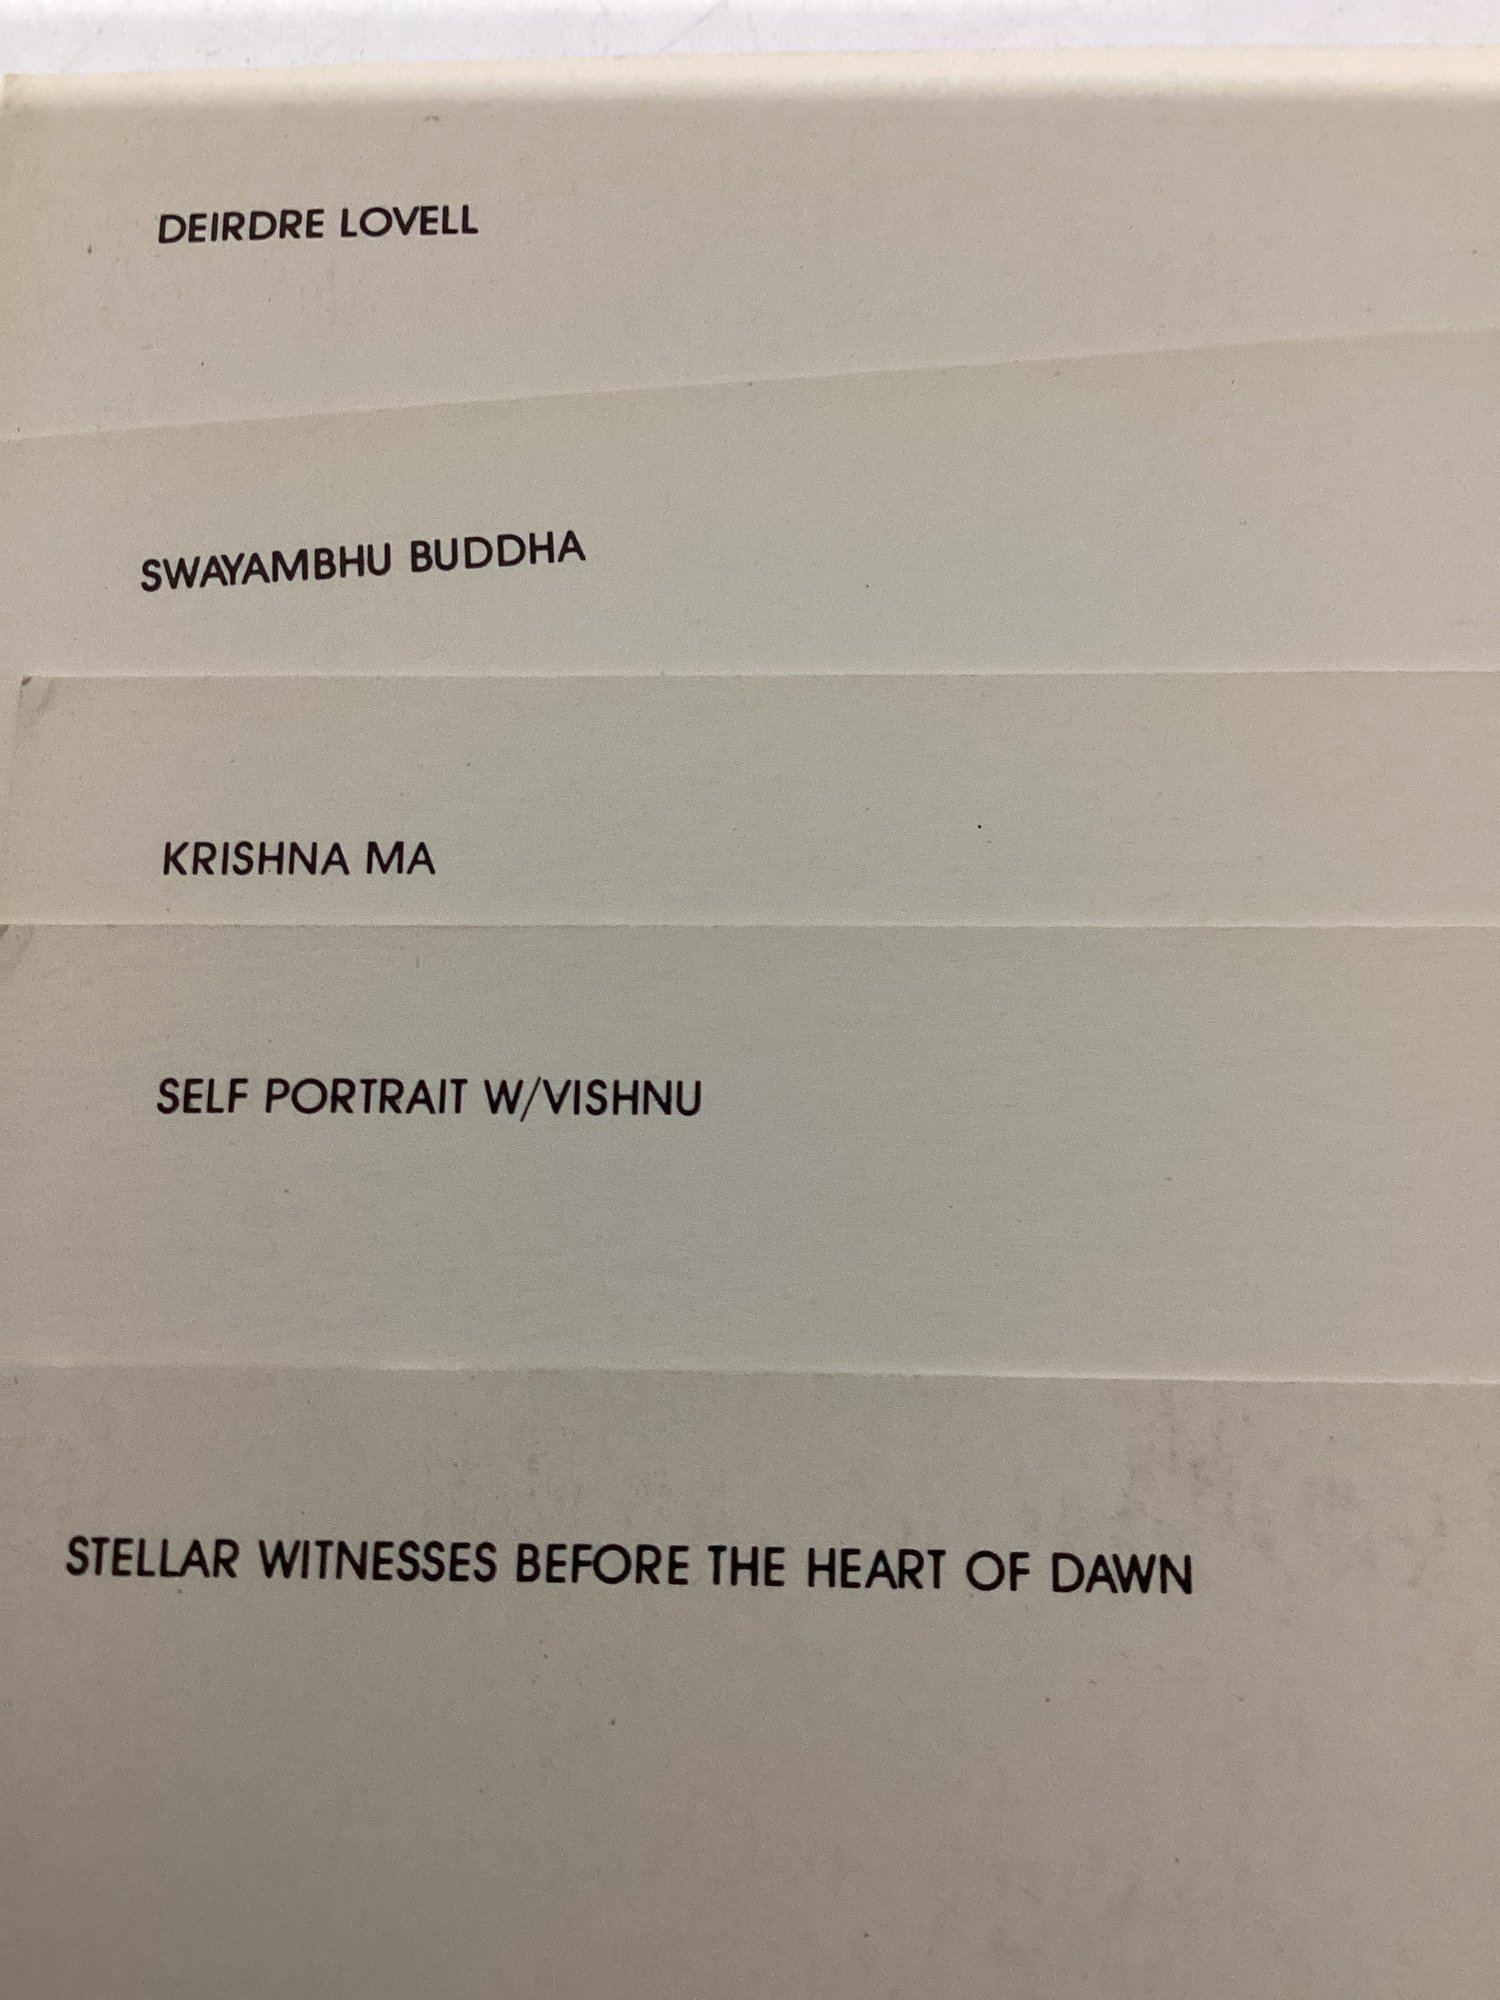 DEIRDRE LOVELL
SWAYAMBHU BUDDHA
KRISHNA MA
SELF PORTRAIT W/VISHNU
STELLAR WITNESSES BEFORE THE HEART OF DAWN